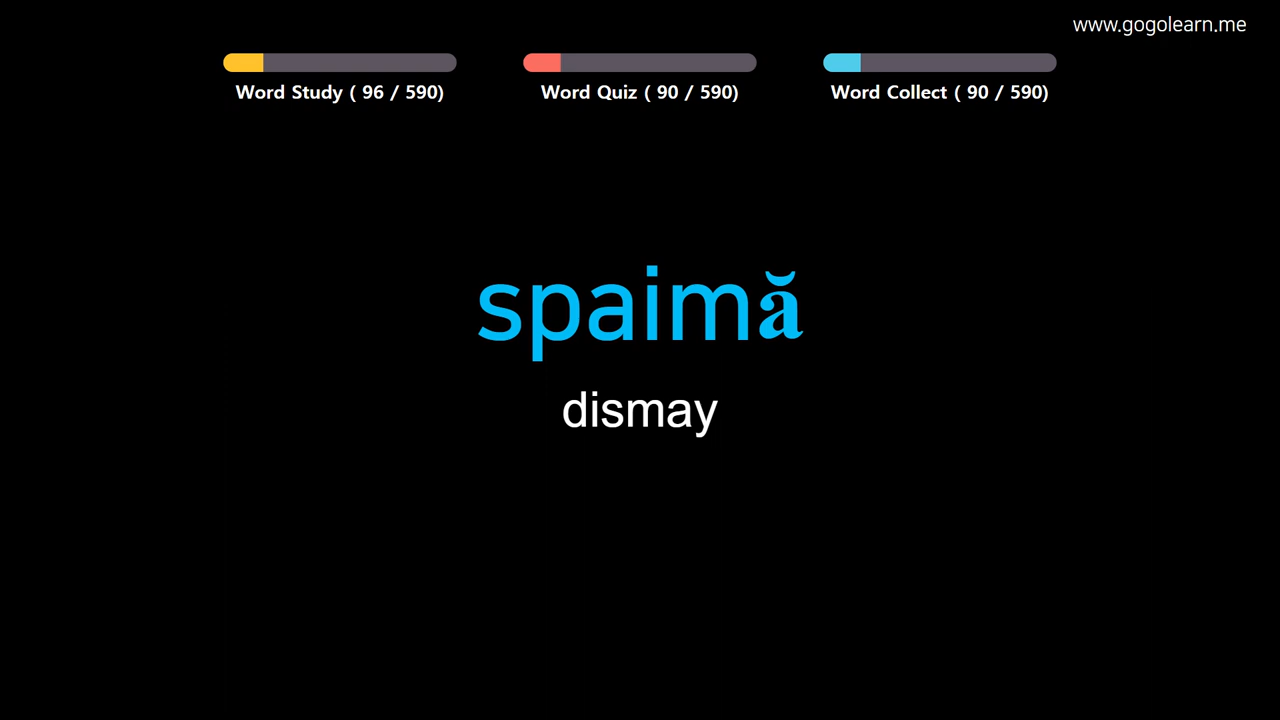 www.gogolearn.me
Word Study ( 96 / 590)
Word Quiz ( 90 / 590)
Word Collect ( 90 / 590)
spaimă
dismay